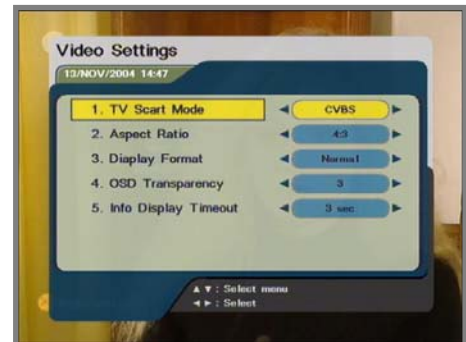 Video Settings
13/NOV/2004 14:47
1. TV Scart Mode ◄ CVBS ►
2. Aspect Ratio ◄ 4:3 ►
3. Diaplay Format ◄ Normal ►
4. OSD Transparency ◄ 3 ►
5. Info Display Timeout ◄ 3 sec ►
▲ ▼ : Select menu
◄ ► : Select